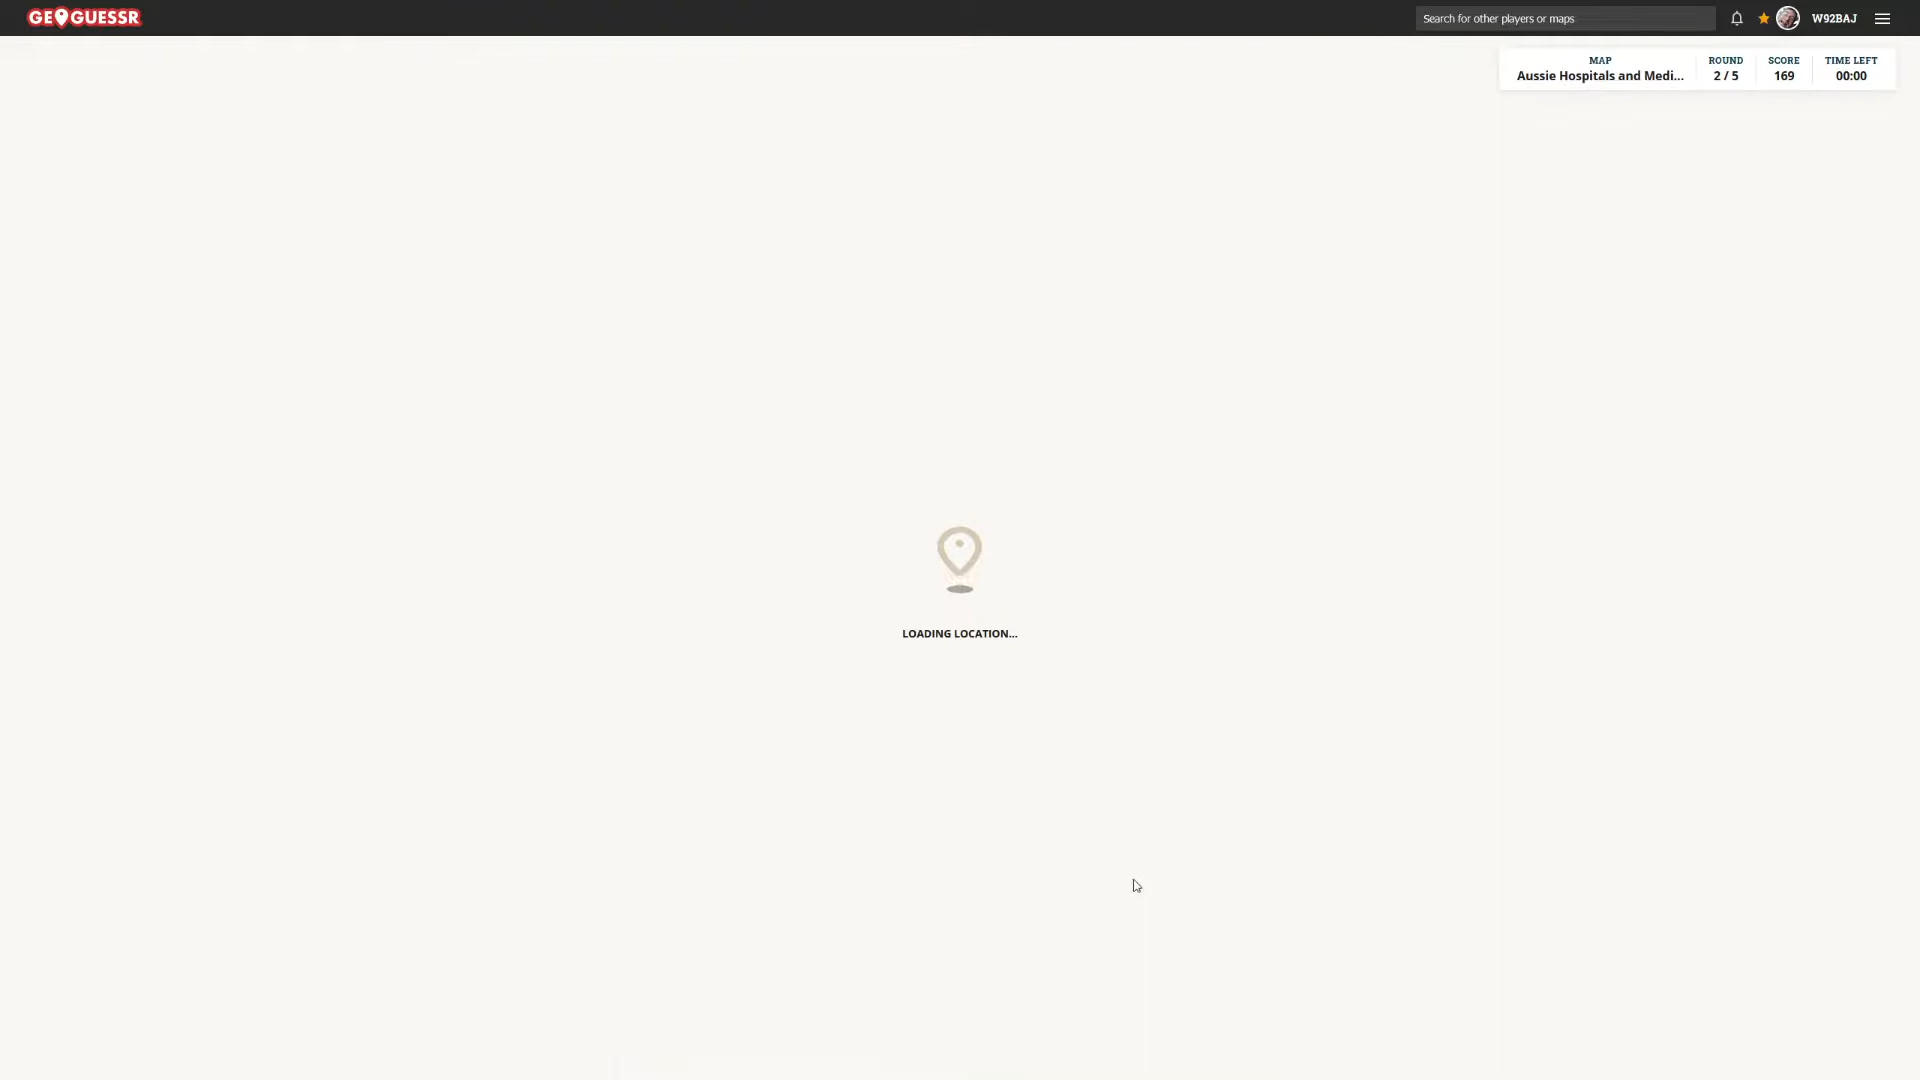 GEOGUESSR
Search for other players or maps
W92BAJ
MAP
Aussie Hospitals and Medi...
ROUND
2 / 5
SCORE
169
TIME LEFT
00:00
LOADING LOCATION...